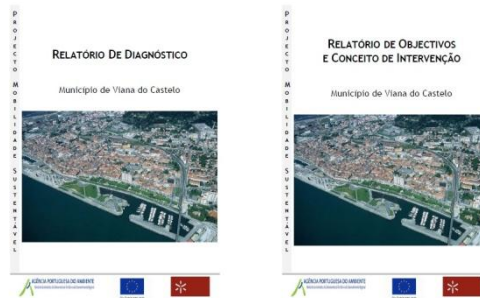 PROJECTO MOBILIDADE SUSTENTÁVEL
RELATÓRIO DE DIAGNÓSTICO
Município de Viana do Castelo
AGÊNCIA PORTUGUESA DO AMBIENTE
PROJECTO MOBILIDADE SUSTENTÁVEL
RELATÓRIO DE OBJECTIVOS
E CONCEITO DE INTERVENÇÃO
Município de Viana do Castelo
AGÊNCIA PORTUGUESA DO AMBIENTE